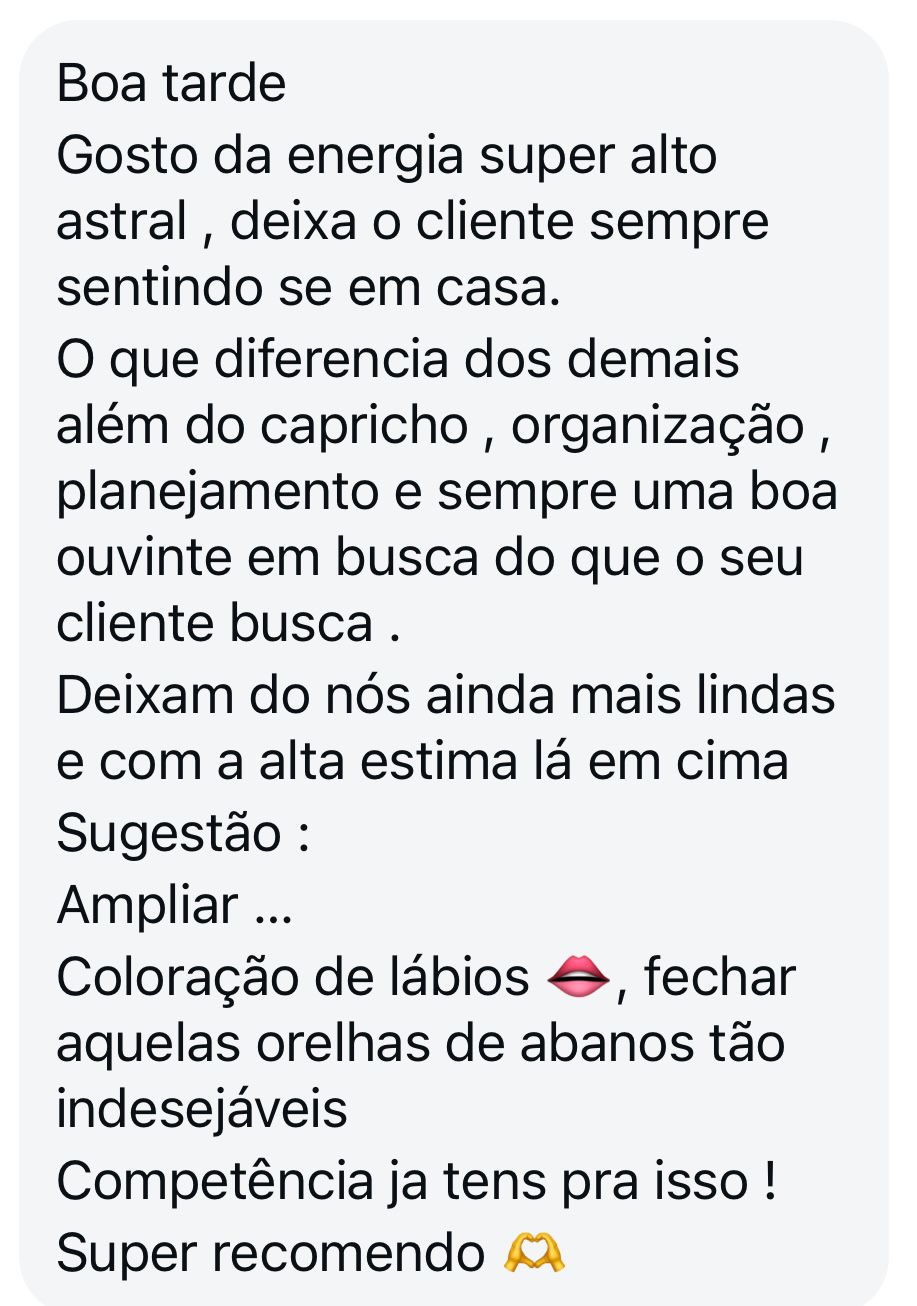 Boa tarde
Gosto da energia super alto
astral , deixa o cliente sempre
sentindo se em casa.
O que diferencia dos demais
além do capricho , organização ,
planejamento e sempre uma boa
ouvinte em busca do que o seu
cliente busca .
Deixam do nós ainda mais lindas
e com a alta estima lá em cima
Sugestão :
Ampliar ...
Coloração de lábios 👄, fechar
aquelas orelhas de abanos tão
indesejáveis
Competência ja tens pra isso !
Super recomendo 🫶